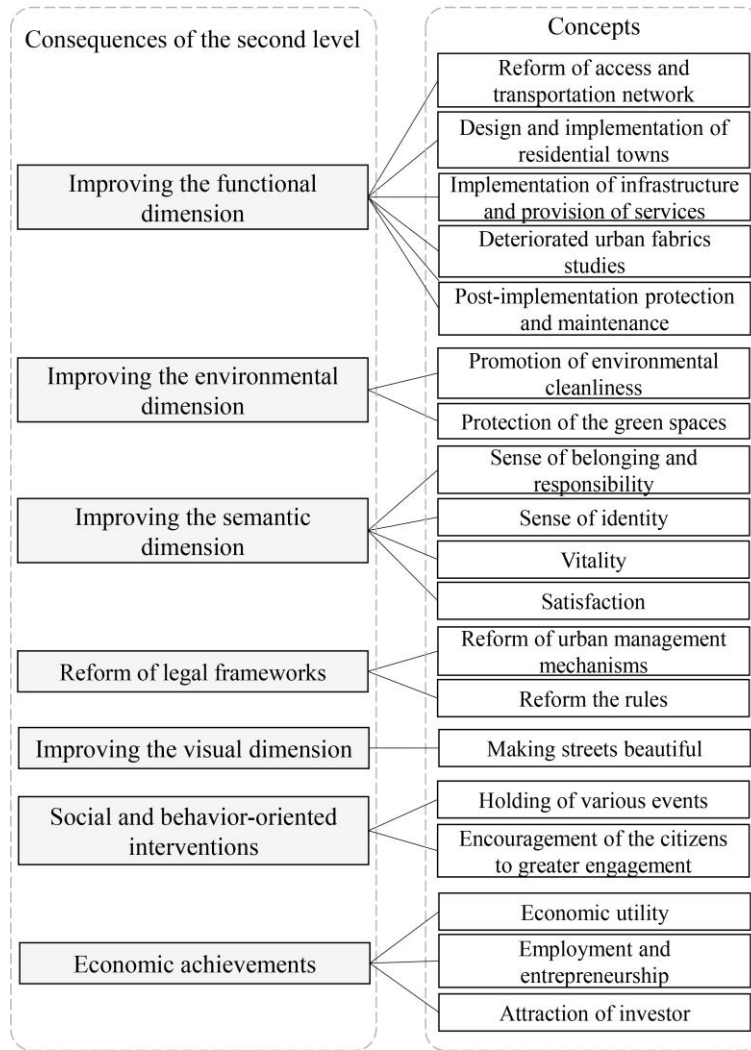 Consequences of the second level
Improving the functional
dimension
Improving the environmental
dimension
Improving the semantic
dimension
Reform of legal frameworks
Improving the visual dimension
Social and behavior-oriented
interventions
Economic achievements
Concepts
Reform of access and
transportation network
Design and implementation of
residential towns
Implementation of infrastructure
and provision of services
Deteriorated urban fabrics
studies
Post-implementation protection
and maintenance
Promotion of environmental
cleanliness
Protection of the green spaces
Sense of belonging and
responsibility
Sense of identity
Vitality
Satisfaction
Reform of urban management
mechanisms
Reform the rules
Making streets beautiful
Holding of various events
Encouragement of the citizens
to greater engagement
Economic utility
Employment and
entrepreneurship
Attraction of investor